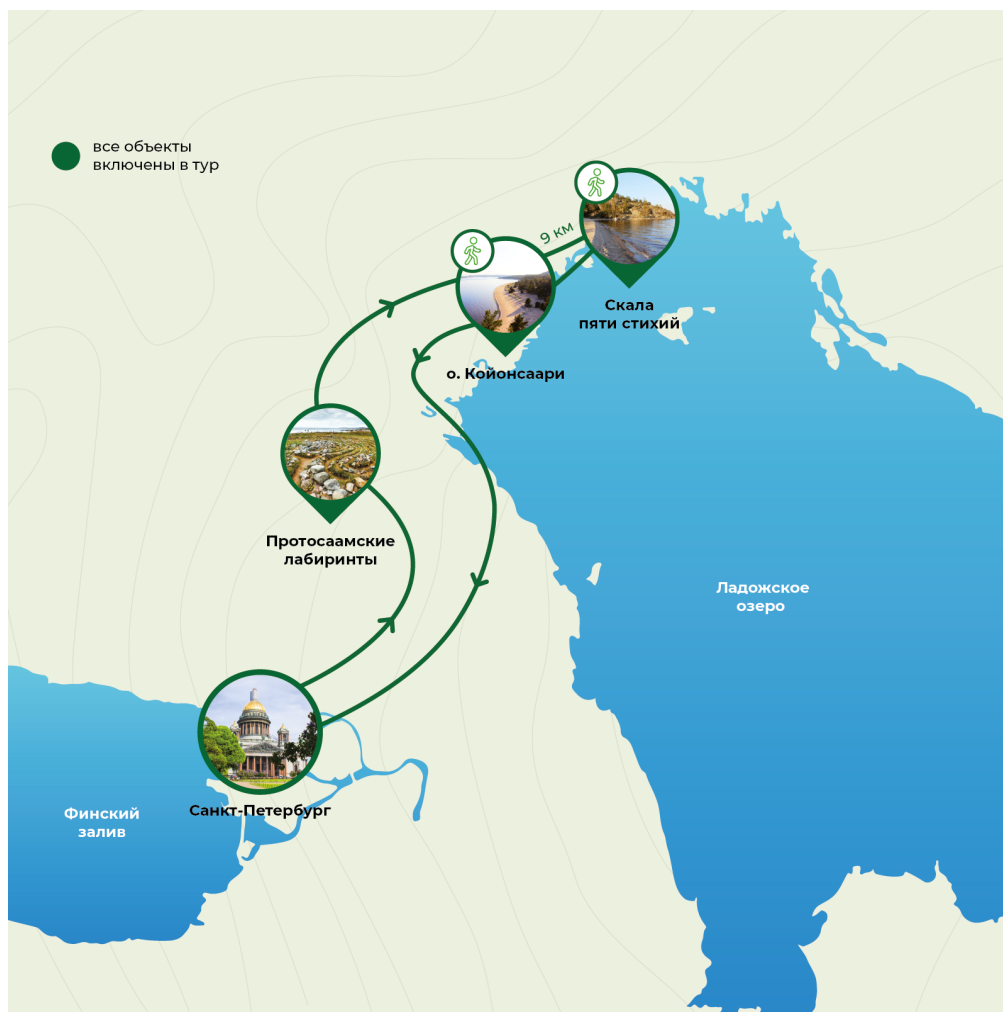 все объекты
включены в тур
9 км
Скала
пяти стихий
о. Койонсаари
Протосаамские
лабиринты
Ладожское
озеро
Санкт-Петербург
Финский
залив